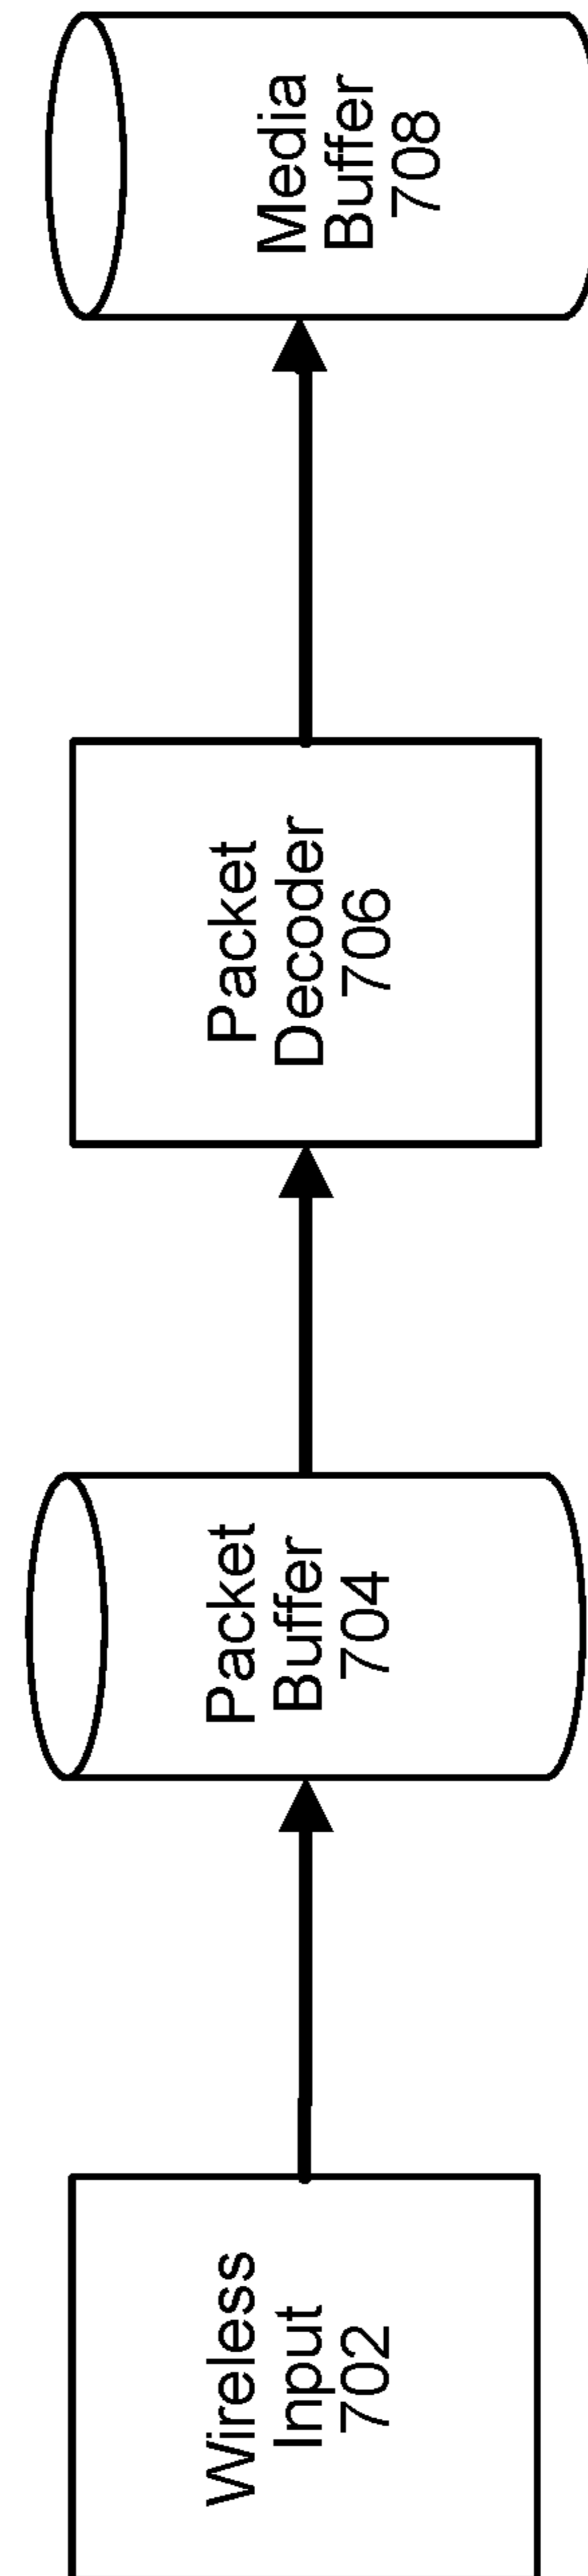 Wireless
Input
702
Packet
Buffer
704
Packet
Decoder
706
Media
Buffer
708